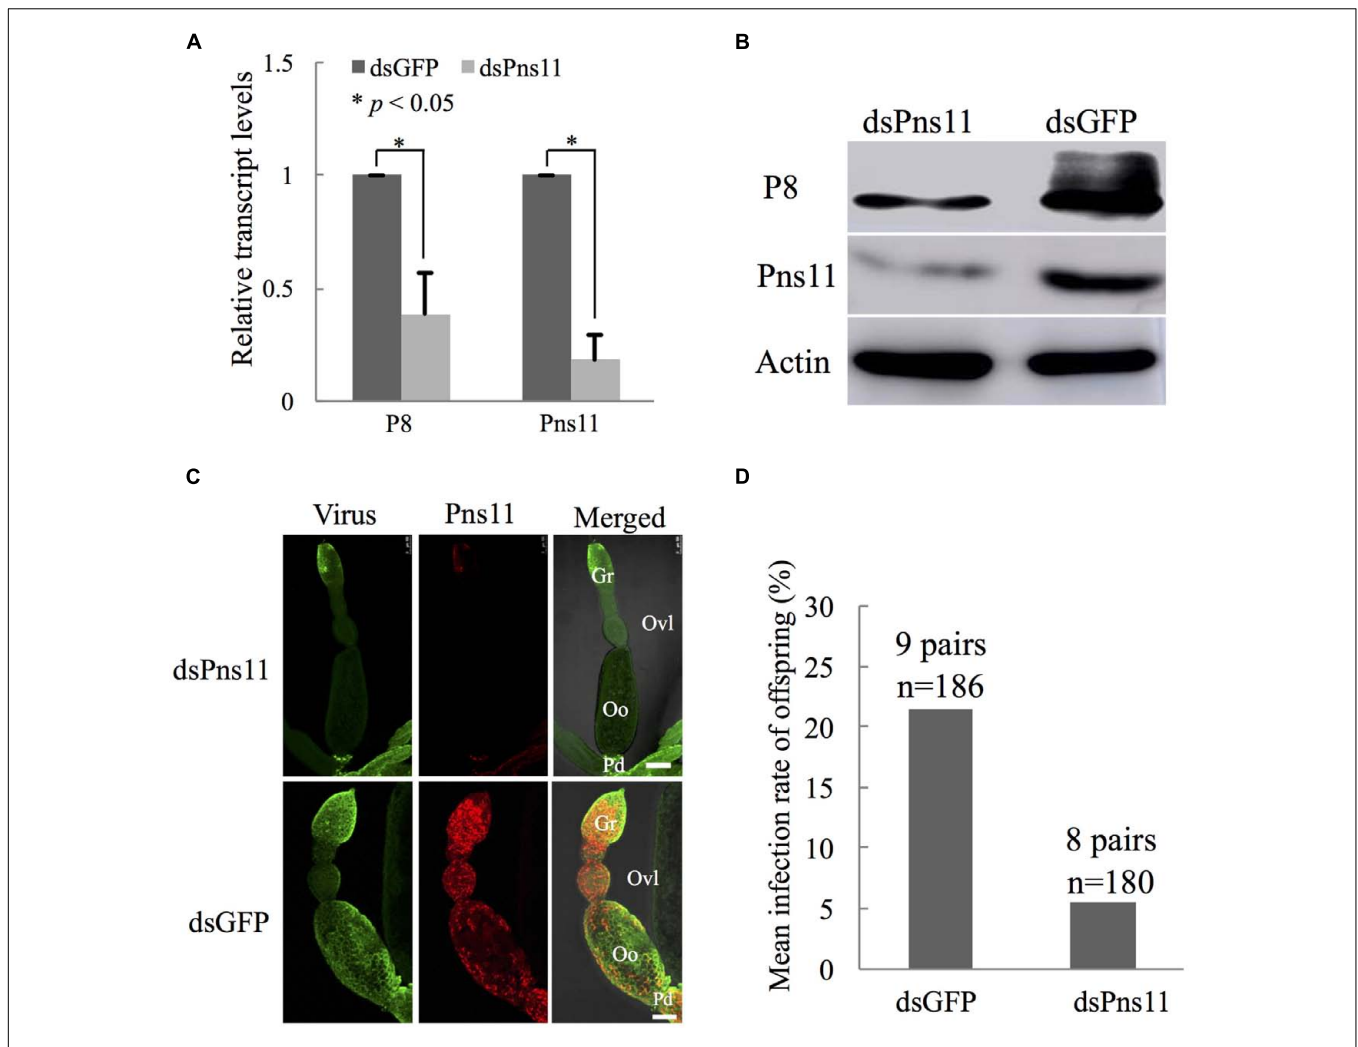 A
Relative transcript levels
1.5
1
0.5
0
dsGFP dsPns11
* p < 0.05
* *
P8 Pns11
B
dsPns11 dsGFP
P8
Pns11
Actin
C
Virus Pns11 Merged
dsPns11
Gr
Ovl
Oo
Pd
dsGFP
Gr
Ovl
Oo
Pd
D
Mean infection rate of offspring (%)
30
25
20
15
10
5
0
9 pairs
n=186
8 pairs
n=180
dsGFP dsPns11